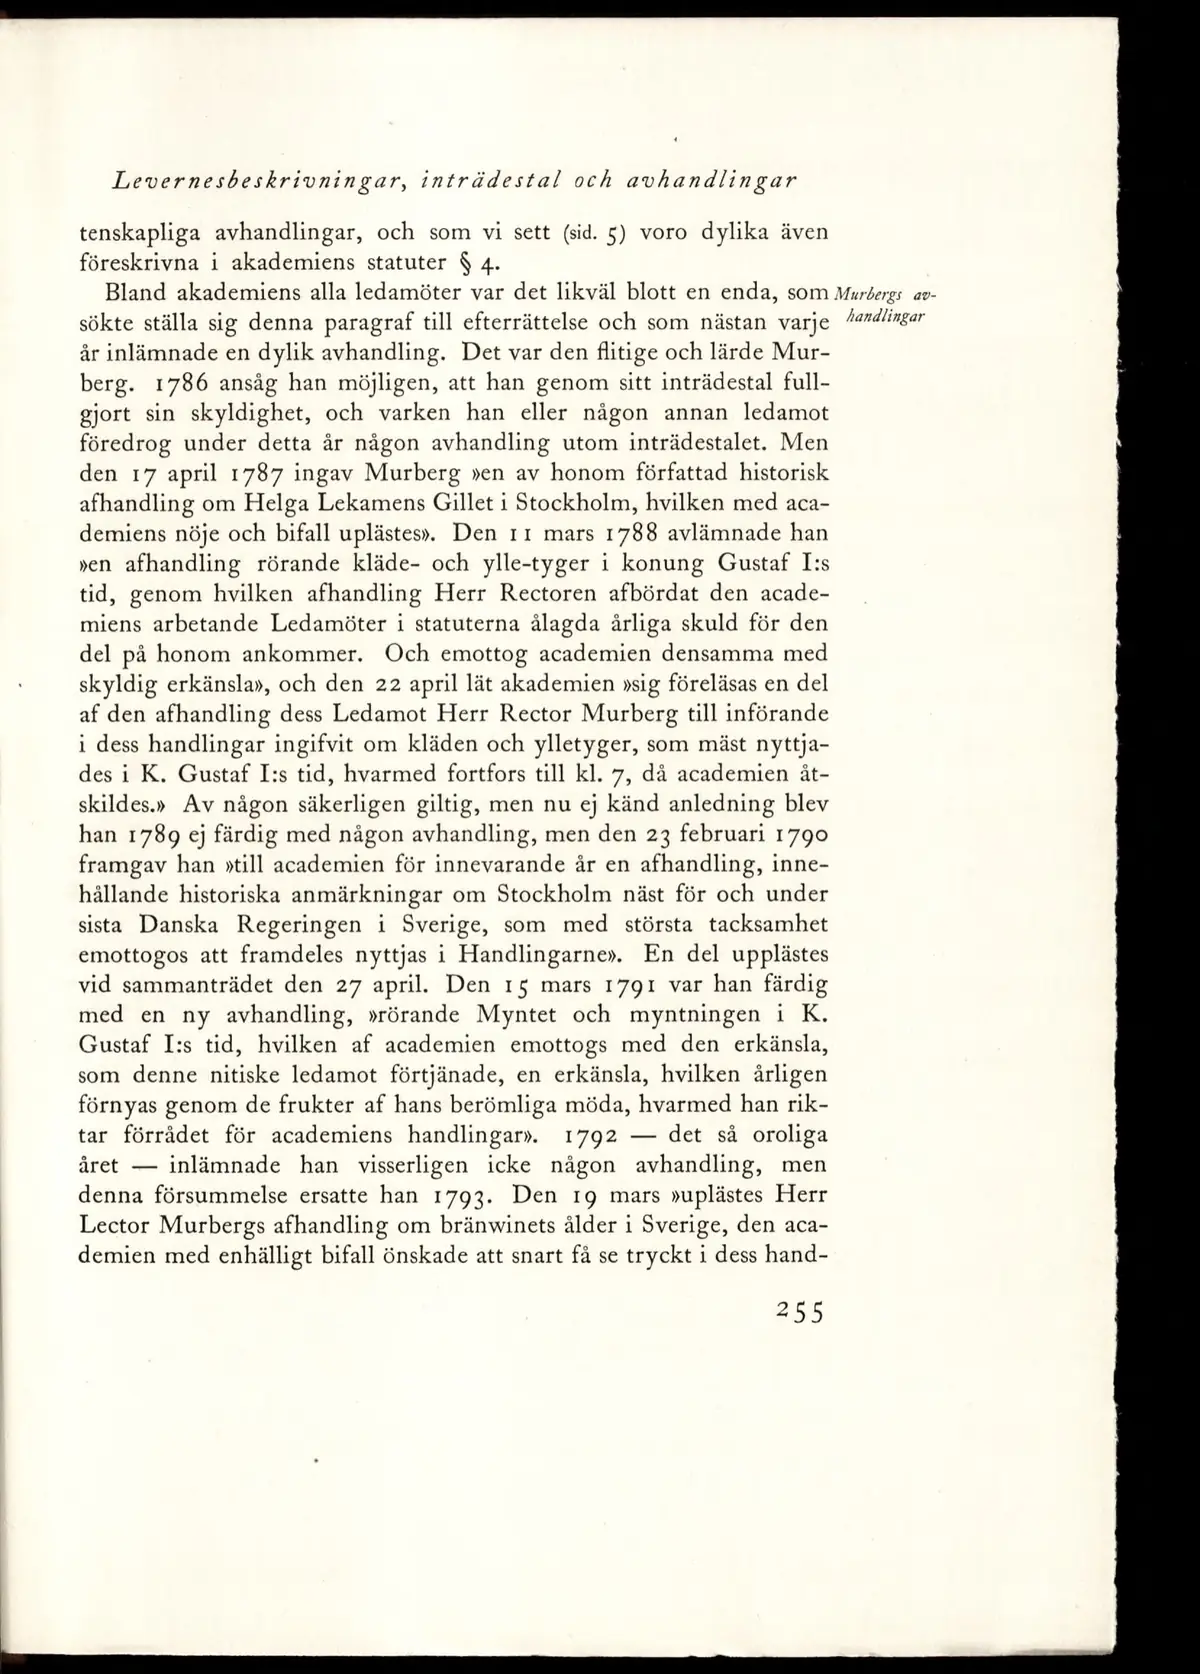 Levernesbeskrivningar, inträdestal och avhandlingar
tenskapliga avhandlingar, och som vi sett (sid. 5) voro dylika även
föreskrivna i akademiens statuter § 4.
Bland akademiens alla ledamöter var det likväl blott en enda, som
Murbergs av-
handlingar
sökte ställa sig denna paragraf till efterrättelse och som nästan varje
år inlämnade en dylik avhandling. Det var den flitige och lärde Mur-
berg. 1786 ansåg han möjligen, att han genom sitt inträdestal full-
gjort sin skyldighet, och varken han eller någon annan ledamot
föredrog under detta år någon avhandling utom inträdestalet. Men
den 17 april 1787 ingav Murberg »en av honom författad historisk
afhandling om Helga Lekamens Gillet i Stockholm, hvilken med aca-
demiens nöje och bifall uplästes». Den 11 mars 1788 avlämnade han
»en afhandling rörande kläde- och ylle-tyger i konung Gustaf I:s
tid, genom hvilken afhandling Herr Rectoren afbördat den acade-
miens arbetande Ledamöter i statuterna ålagda årliga skuld för den
del på honom ankommer. Och emottog academien densamma med
skyldig erkänsla», och den 22 april lät akademien »sig föreläsas en del
af den afhandling dess Ledamot Herr Rector Murberg till införande
i dess handlingar ingifvit om kläden och ylletyger, som mäst nyttja-
des i K. Gustaf I:s tid, hvarmed fortfors till kl. 7, då academien åt-
skildes.» Av någon säkerligen giltig, men nu ej känd anledning blev
han 1789 ej färdig med någon avhandling, men den 23 februari 1790
framgav han »till academien för innevarande år en afhandling, inne-
hållande historiska anmärkningar om Stockholm näst för och under
sista Danska Regeringen i Sverige, som med största tacksamhet
emottogos att framdeles nyttjas i Handlingarne». En del upplästes
vid sammanträdet den 27 april. Den 15 mars 1791 var han färdig
med en ny avhandling, »rörande Myntet och myntningen i K.
Gustaf I:s tid, hvilken af academien emottogs med den erkänsla,
som denne nitiske ledamot förtjänade, en erkänsla, hvilken årligen
förnyas genom de frukter af hans berömliga möda, hvarmed han rik-
tar förrådet för academiens handlingar». 1792 — det så oroliga
året — inlämnade han visserligen icke någon avhandling, men
denna försummelse ersatte han 1793. Den 19 mars »uplästes Herr
Lector Murbergs afhandling om bränwinets ålder i Sverige, den aca-
demien med enhälligt bifall önskade att snart få se tryckt i dess hand-
255